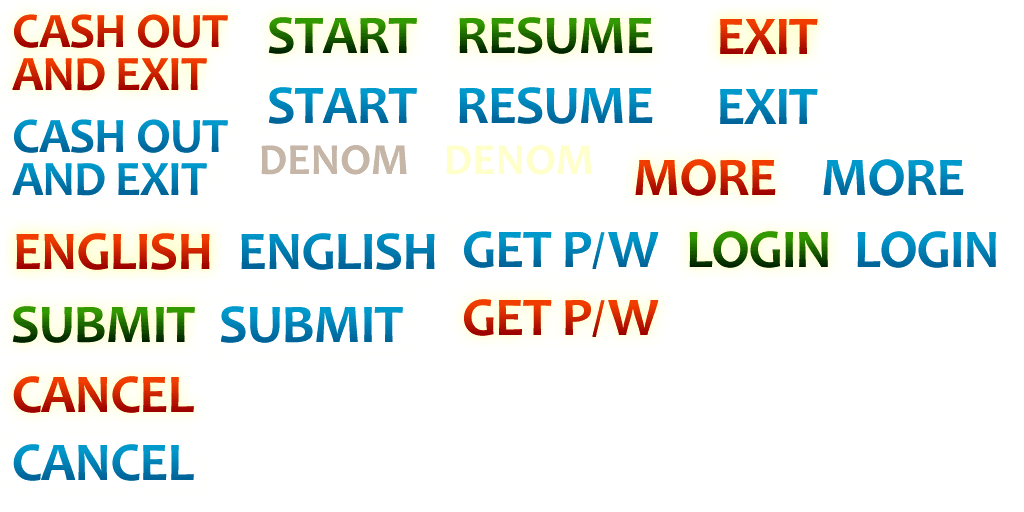 CASH OUT
AND EXIT
START
RESUME
EXIT
CASH OUT
AND EXIT
START
RESUME
EXIT
DENOM
DENOM
MORE
MORE
ENGLISH
ENGLISH
GET P/W
LOGIN
LOGIN
SUBMIT
SUBMIT
GET P/W
CANCEL
CANCEL